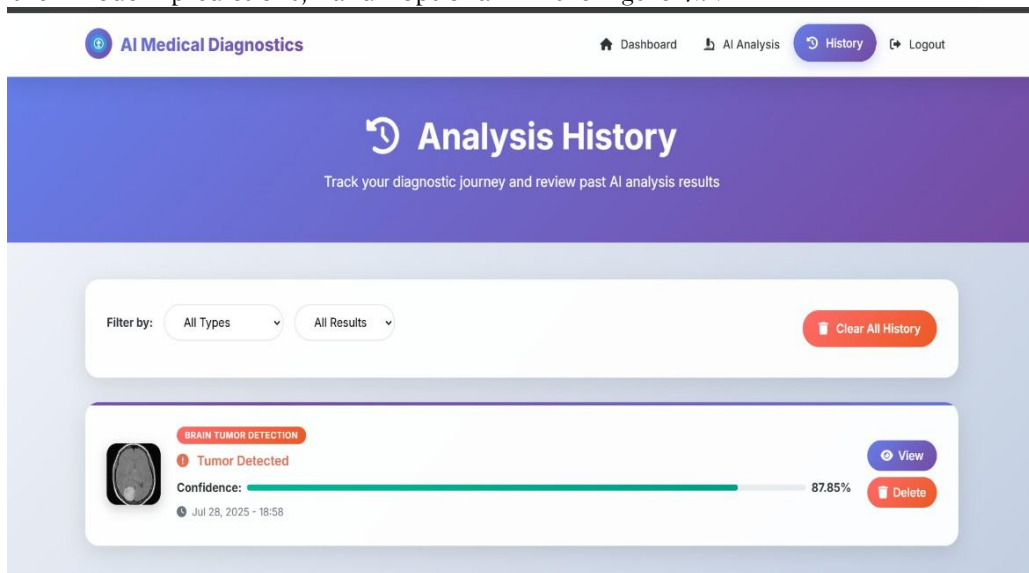 AI Medical Diagnostics
Dashboard
AI Analysis
History
Logout
Analysis History
Track your diagnostic journey and review past AI analysis results
Filter by:
All Types
All Results
Clear All History
BRAIN TUMOR DETECTION
Tumor Detected
Confidence:
87.85%
Jul 28, 2025 - 18:58
View
Delete